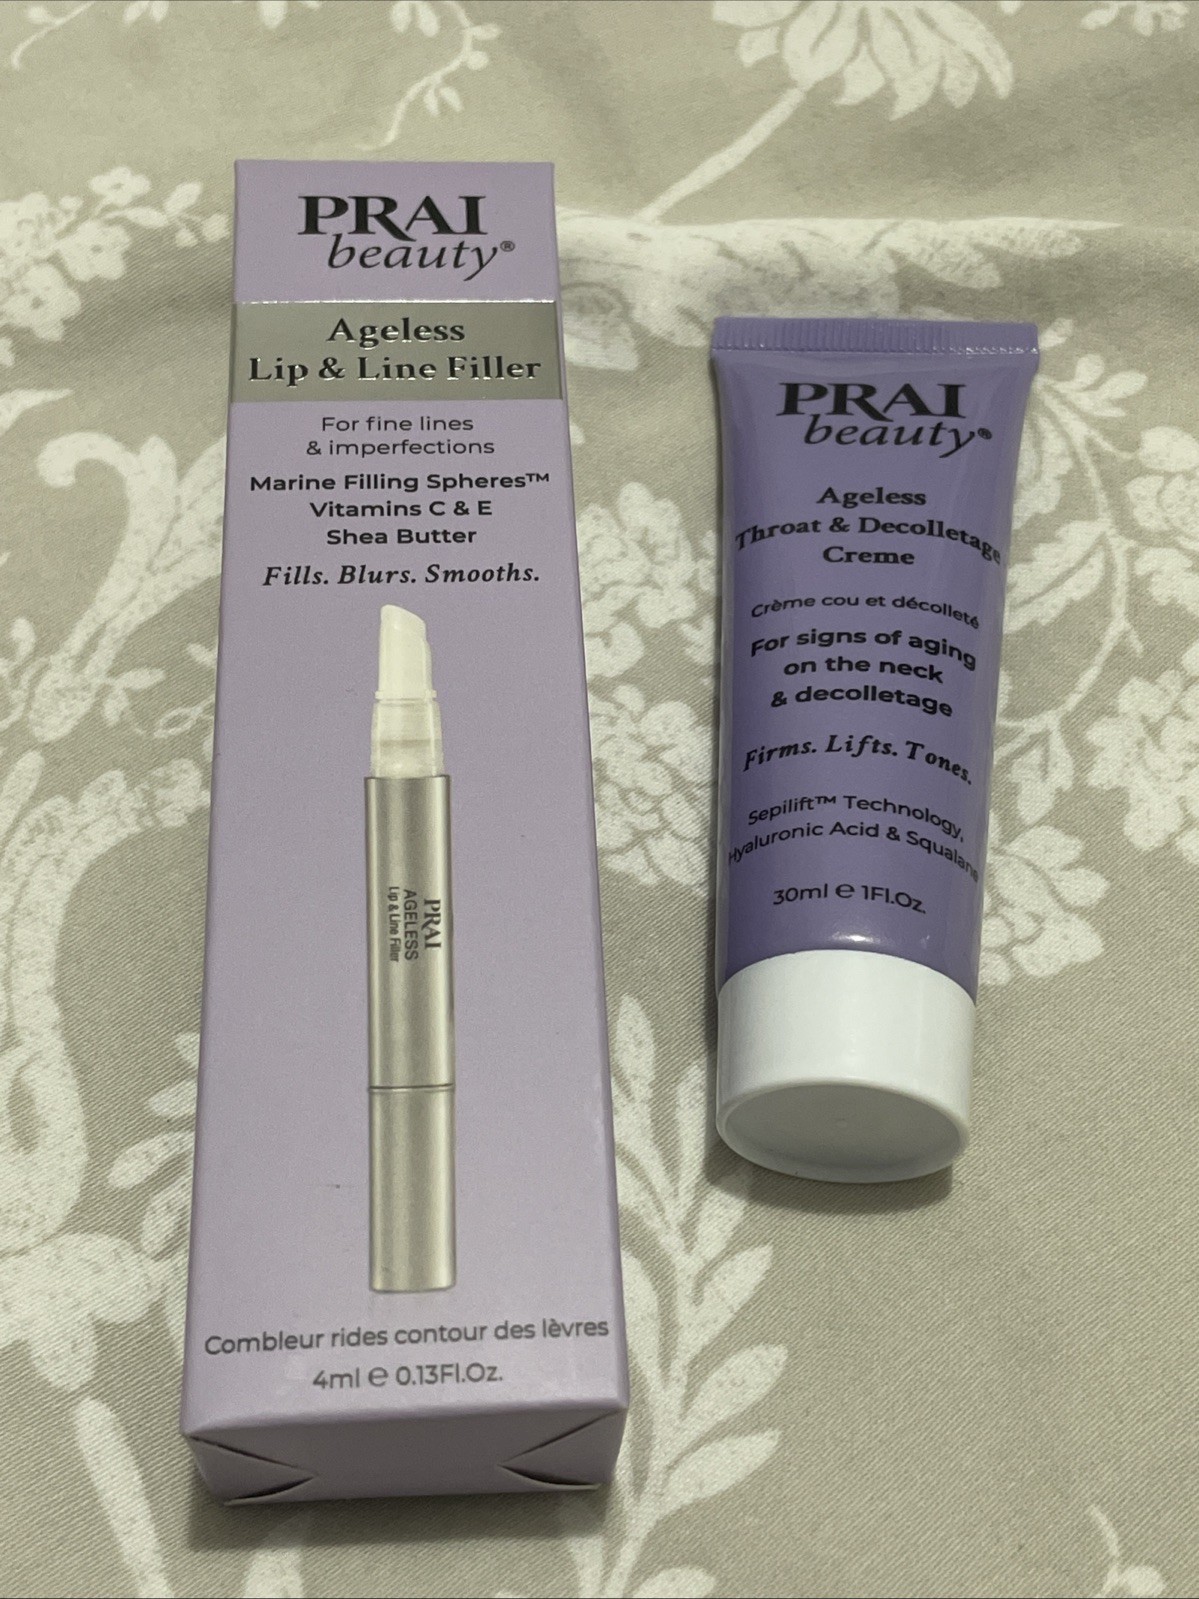 PRAI
beauty®
Ageless
Lip & Line Filler
For fine lines
& imperfections
Marine Filling Spheres™
Vitamins C & E
Shea Butter
Fills. Blurs. Smooths.
PRAI
AGELESS
Lip & Line Filler
Combleur rides contour des lèvres
4ml ℮ 0.13Fl.Oz.
PRAI
beauty®
Ageless
Throat & Decolletage
Creme
Crème cou et décolleté
For signs of aging
on the neck
& decolletage
Firms. Lifts. Tones.
Sepilift™ Technology,
Hyaluronic Acid & Squalane
30ml ℮ 1Fl.Oz.